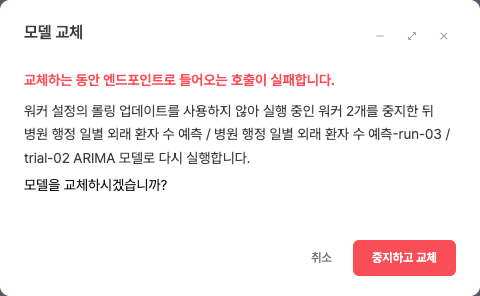 모델 교체
교체하는 동안 엔드포인트로 들어오는 호출이 실패합니다.
워커 설정의 롤링 업데이트를 사용하지 않아 실행 중인 워커 2개를 중지한 뒤
병원 행정 일별 외래 환자 수 예측 / 병원 행정 일별 외래 환자 수 예측-run-03 /
trial-02 ARIMA 모델로 다시 실행합니다.
모델을 교체하시겠습니까?
취소
중지하고 교체